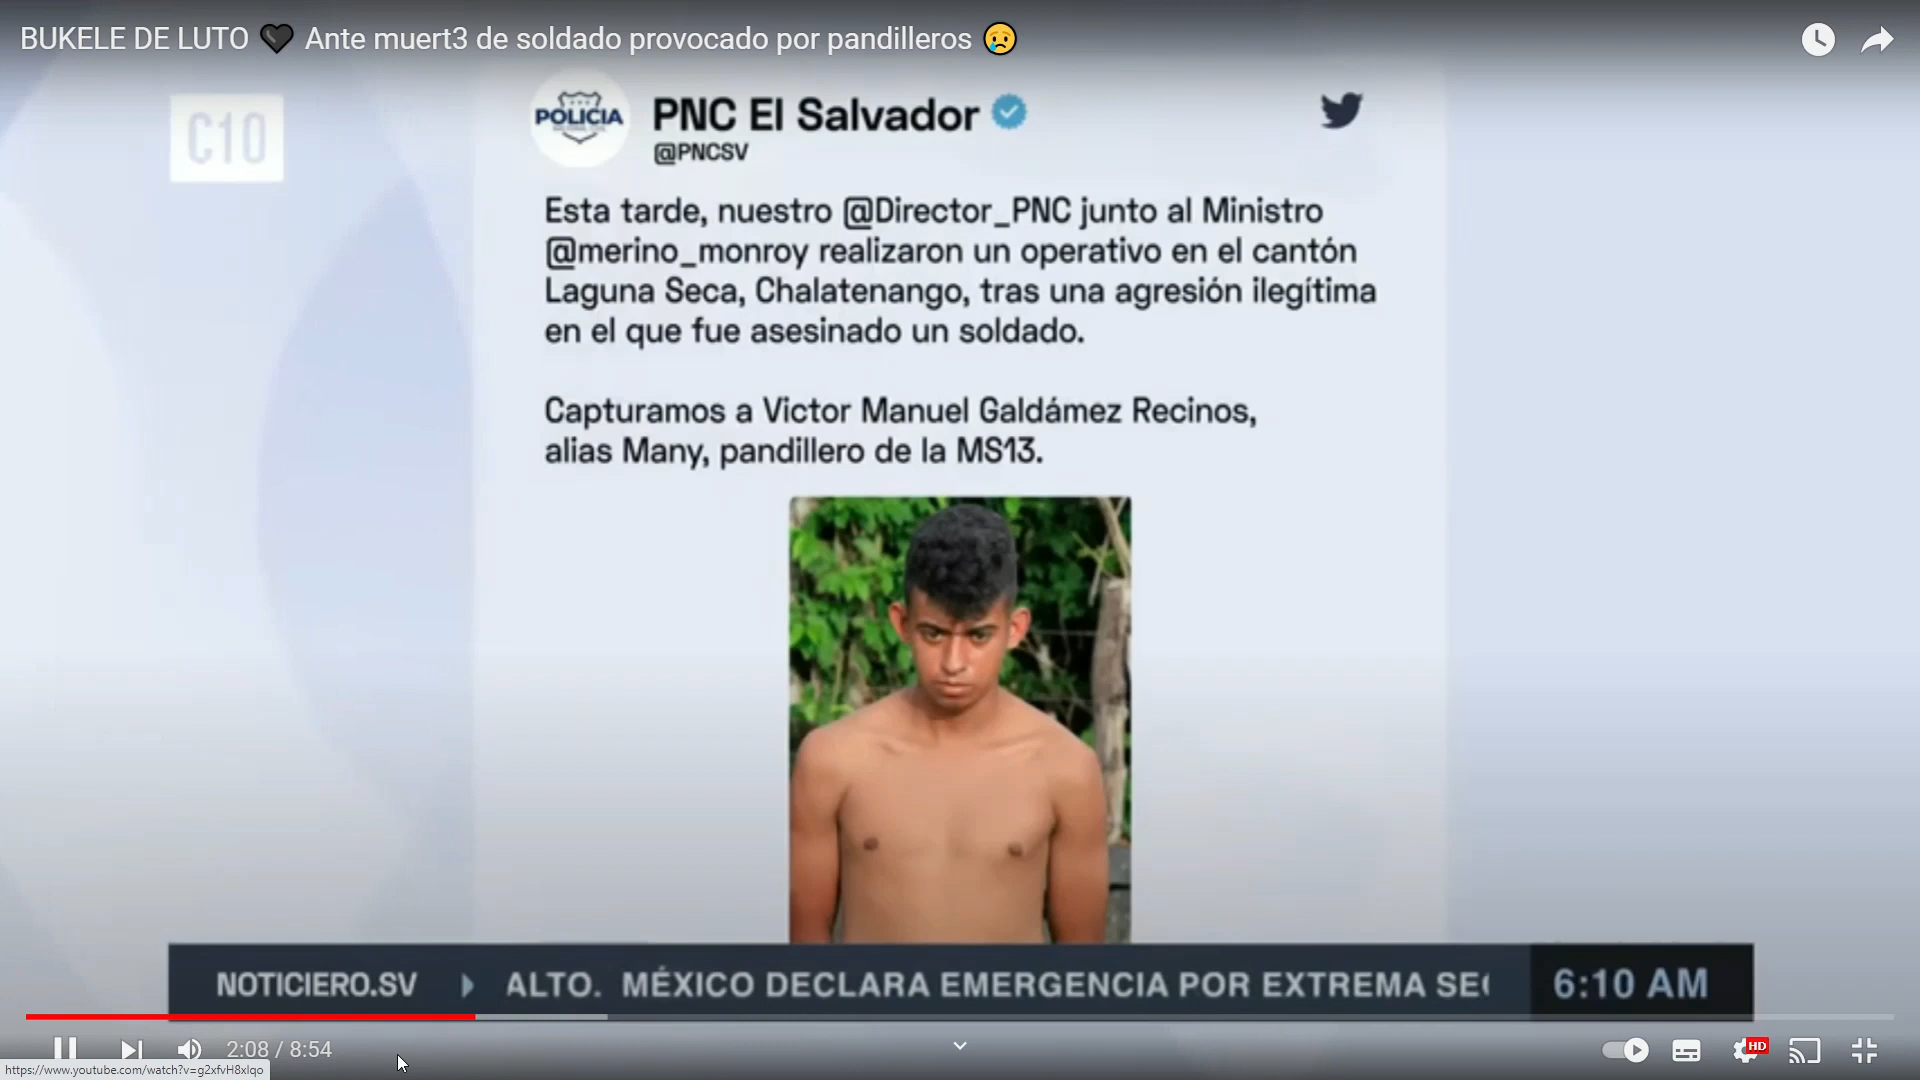 BUKELE DE LUTO 🖤 Ante muert3 de soldado provocado por pandilleros 😢
C10
POLICIA
PNC El Salvador
@PNCSV
Esta tarde, nuestro @Director_PNC junto al Ministro
@merino_monroy realizaron un operativo en el cantón
Laguna Seca, Chalatenango, tras una agresión ilegítima
en el que fue asesinado un soldado.
Capturamos a Victor Manuel Galdámez Recinos,
alias Many, pandillero de la MS13.
NOTICIERO.SV
ALTO. MÉXICO DECLARA EMERGENCIA POR EXTREMA
6:10 AM
2:08 / 8:54
HD
https://www.youtube.com/watch?v=g2xfvH8xlqo